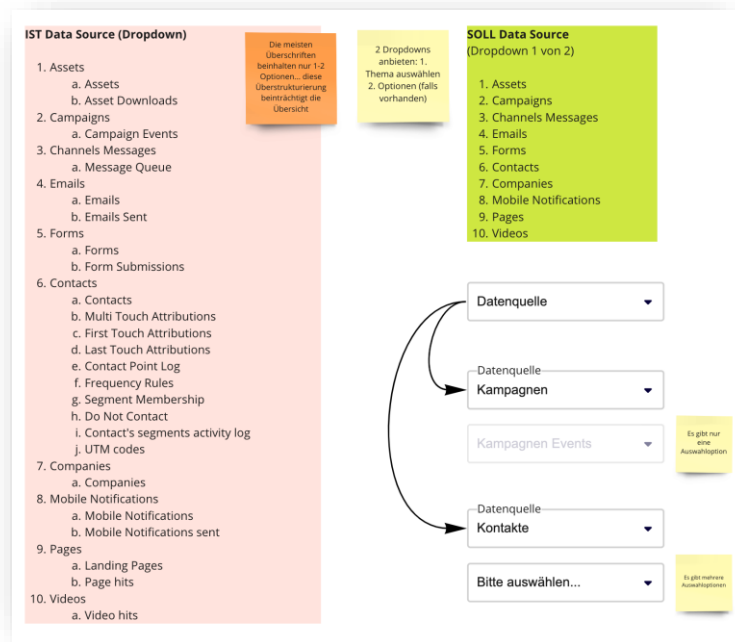 IST Data Source (Dropdown)
1. Assets
a. Assets
b. Asset Downloads
2. Campaigns
a. Campaign Events
3. Channels Messages
a. Message Queue
4. Emails
a. Emails
b. Emails Sent
5. Forms
a. Forms
b. Form Submissions
6. Contacts
a. Contacts
b. Multi Touch Attributions
c. First Touch Attributions
d. Last Touch Attributions
e. Contact Point Log
f. Frequency Rules
g. Segment Membership
h. Do Not Contact
i. Contact's segments activity log
j. UTM codes
7. Companies
a. Companies
8. Mobile Notifications
a. Mobile Notifications
b. Mobile Notifications sent
9. Pages
a. Landing Pages
b. Page hits
10. Videos
a. Video hits
Die meisten
Überschriften
beinhalten nur 1-2
Optionen... diese
Überstrukturierung
beinträchtigt die
Übersicht
2 Dropdowns
anbieten: 1.
Thema auswählen
2. Optionen (falls
vorhanden)
SOLL Data Source
(Dropdown 1 von 2)
1. Assets
2. Campaigns
3. Channels Messages
4. Emails
5. Forms
6. Contacts
7. Companies
8. Mobile Notifications
9. Pages
10. Videos
Datenquelle
Datenquelle
Kampagnen
Kampagnen Events
Es gibt nur
eine
Auswahloption
Datenquelle
Kontakte
Bitte auswählen...
Es gibt mehrere
Auswahloptionen